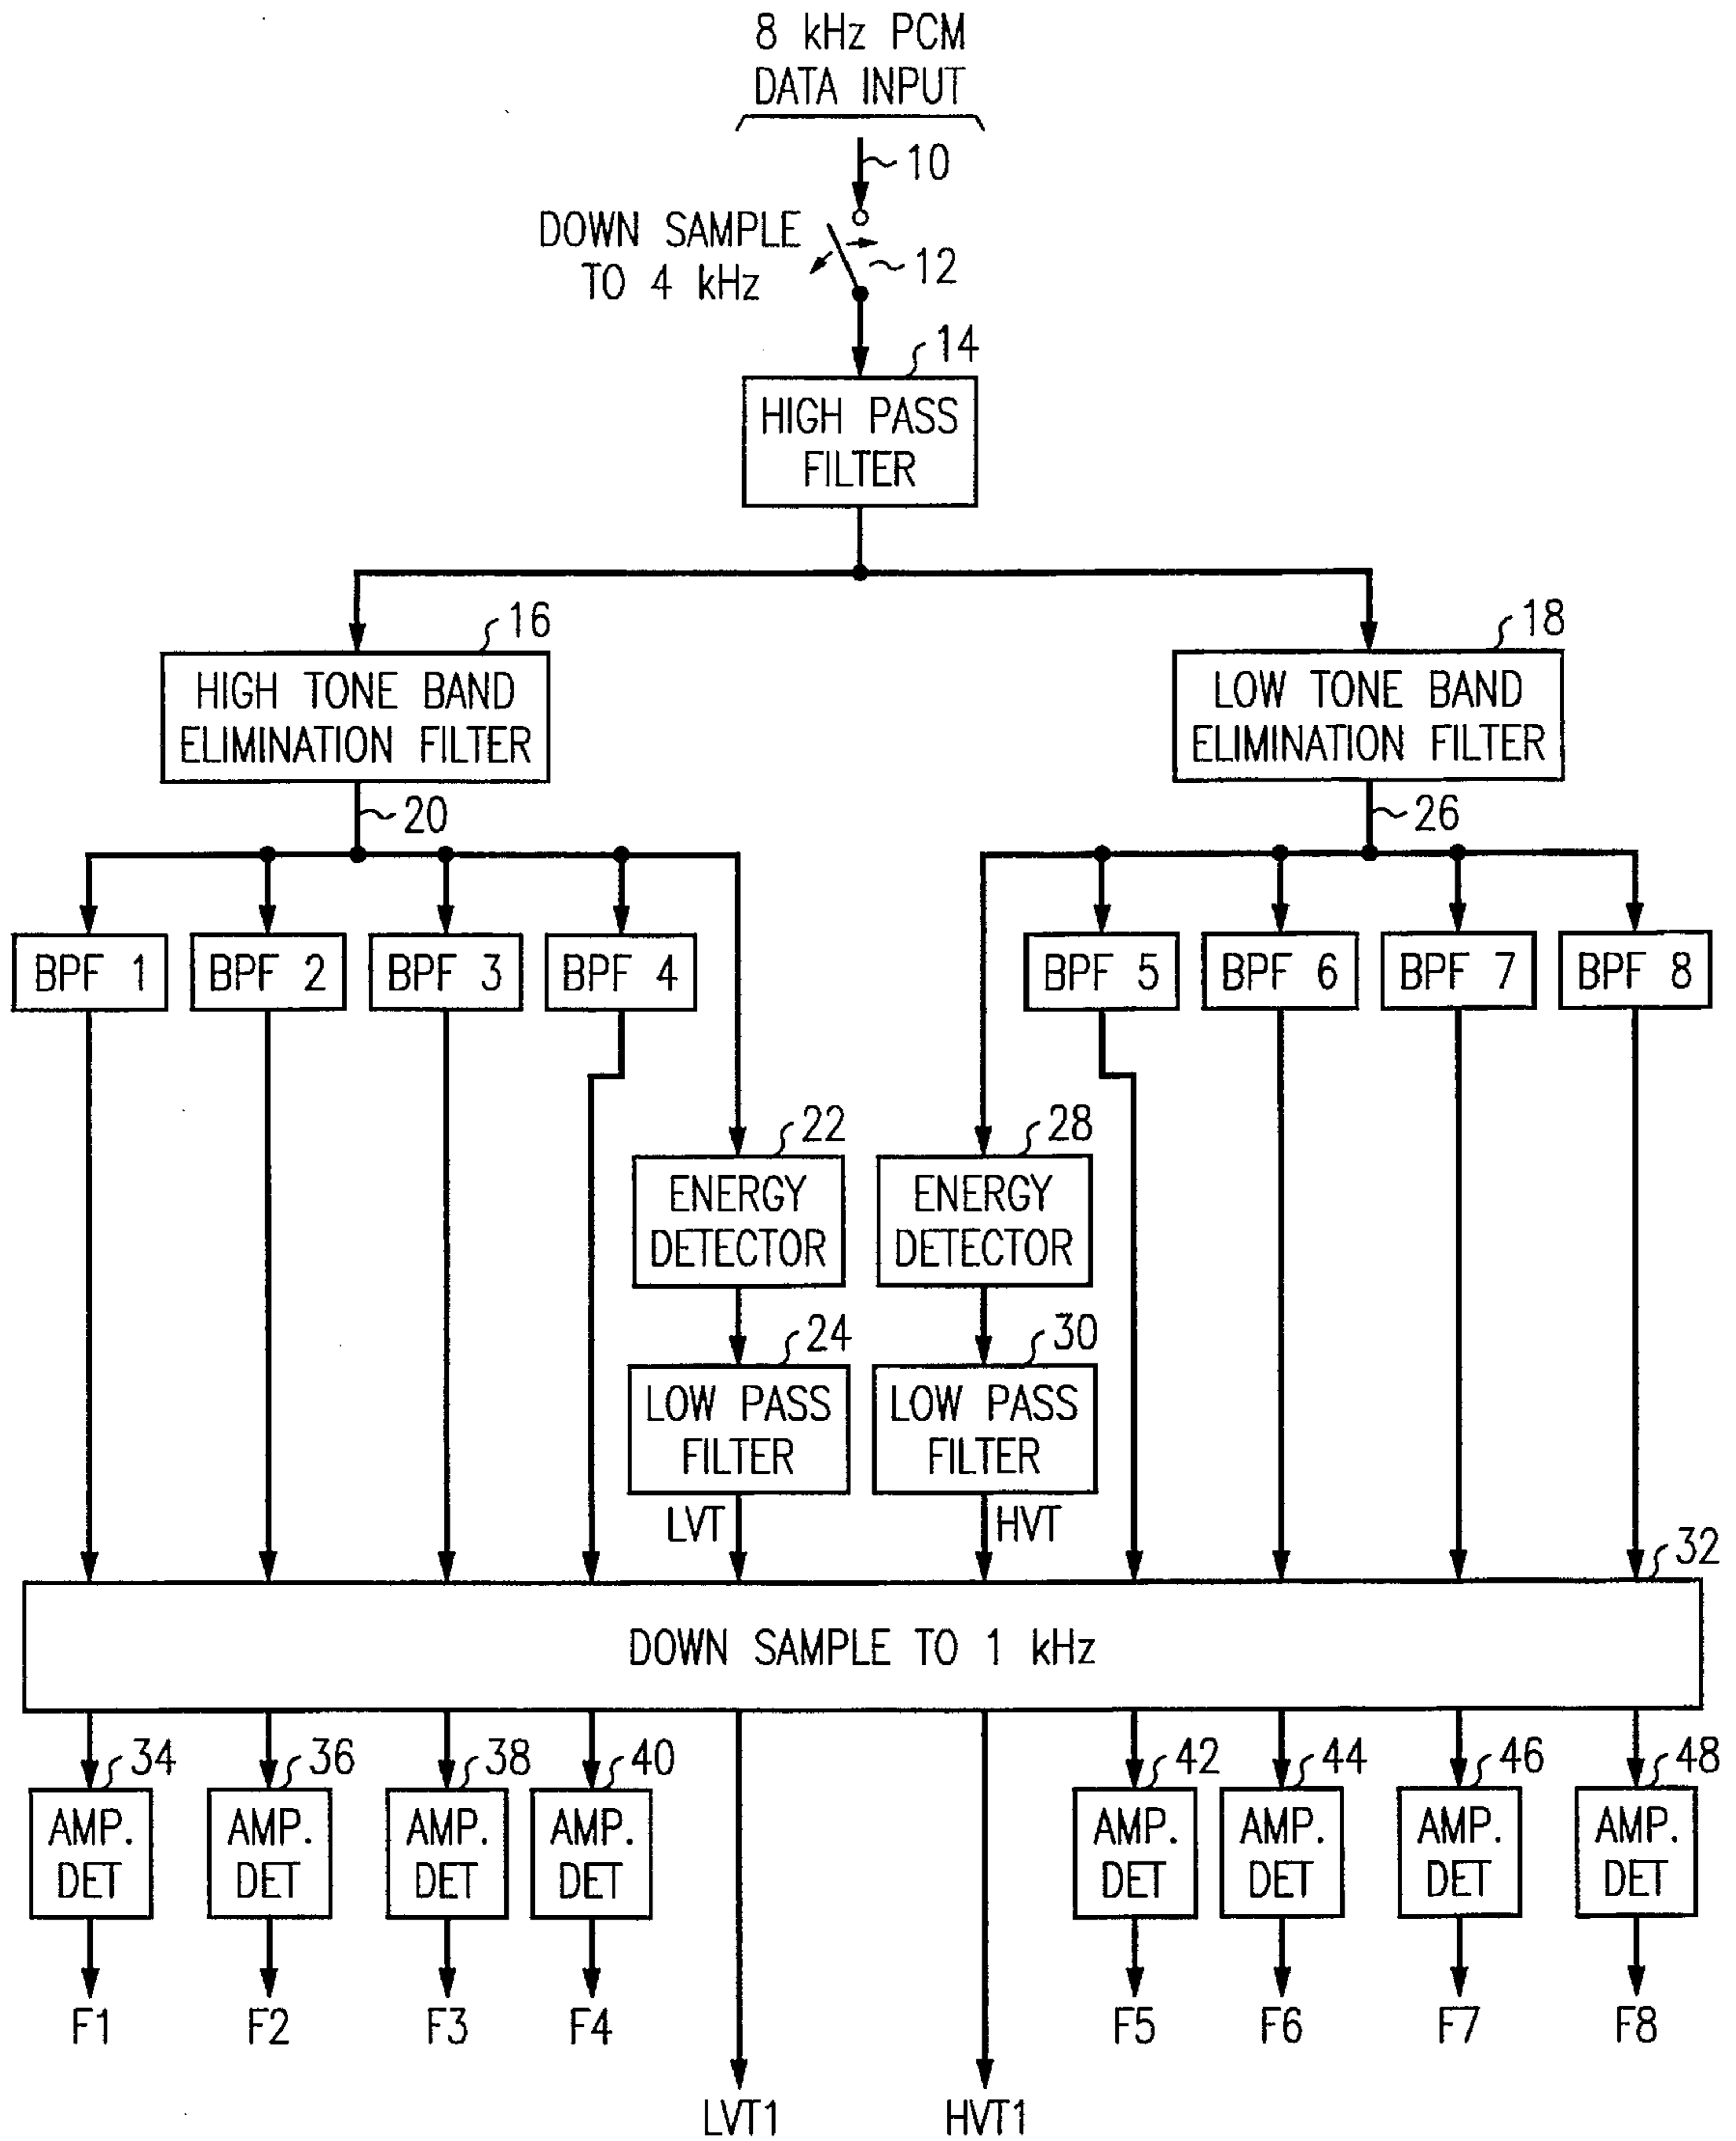 8 kHz PCM
DATA INPUT
10
DOWN SAMPLE
TO 4 kHz
12
14
HIGH PASS
FILTER
16
18
HIGH TONE BAND
ELIMINATION FILTER
LOW TONE BAND
ELIMINATION FILTER
20
26
BPF 1
BPF 2
BPF 3
BPF 4
BPF 5
BPF 6
BPF 7
BPF 8
22
28
ENERGY
DETECTOR
ENERGY
DETECTOR
24
30
LOW PASS
FILTER
LOW PASS
FILTER
LVT
HVT
32
DOWN SAMPLE TO 1 kHz
34
36
38
40
42
44
46
48
AMP.
DET
AMP.
DET
AMP.
DET
AMP.
DET
AMP.
DET
AMP.
DET
AMP.
DET
AMP.
DET
F1
F2
F3
F4
F5
F6
F7
F8
LVT1
HVT1